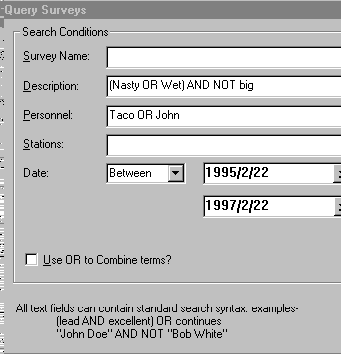 Query Surveys
Search Conditions
Survey Name:
Description: (Nasty OR Wet) AND NOT big
Personnel: Taco OR John
Stations:
Date: Between 1995/2/22
1997/2/22
Use OR to Combine terms?
All text fields can contain standard search syntax. examples-
(lead AND excellent) OR continues
"John Doe" AND NOT "Bob White"